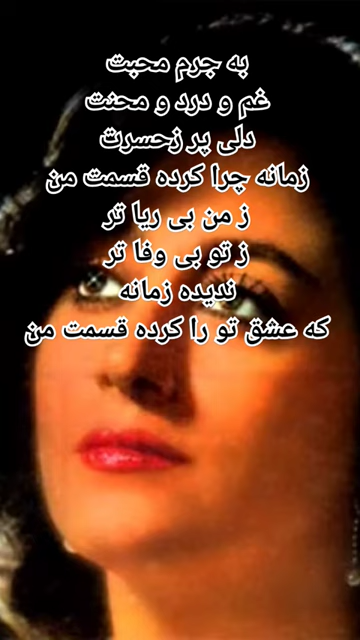 به جرم محبت
غم و درد و محنت
دلی پر زحسرت
زمانه چرا کرده قسمت من
ز من بی ریا تر
ز تو بی وفا تر
ندیده زمانه
که عشق تو را کرده قسمت من